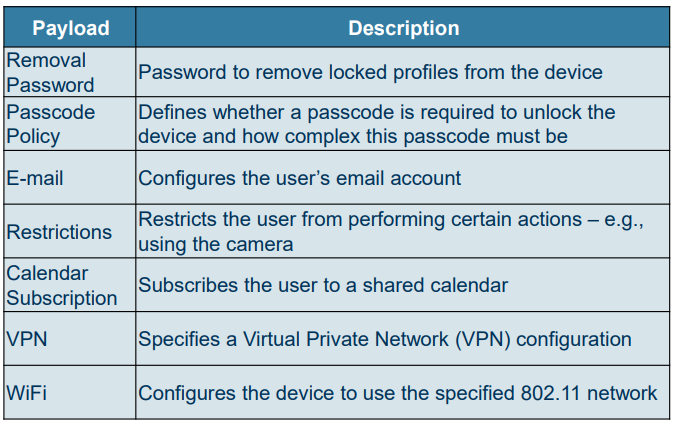 Payload
Description
Removal
Password
Password to remove locked profiles from the device
Passcode
Policy
Defines whether a passcode is required to unlock the
device and how complex this passcode must be
E-mail
Configures the user’s email account
Restrictions
Restricts the user from performing certain actions – e.g.,
using the camera
Calendar
Subscription
Subscribes the user to a shared calendar
VPN
Specifies a Virtual Private Network (VPN) configuration
WiFi
Configures the device to use the specified 802.11 network